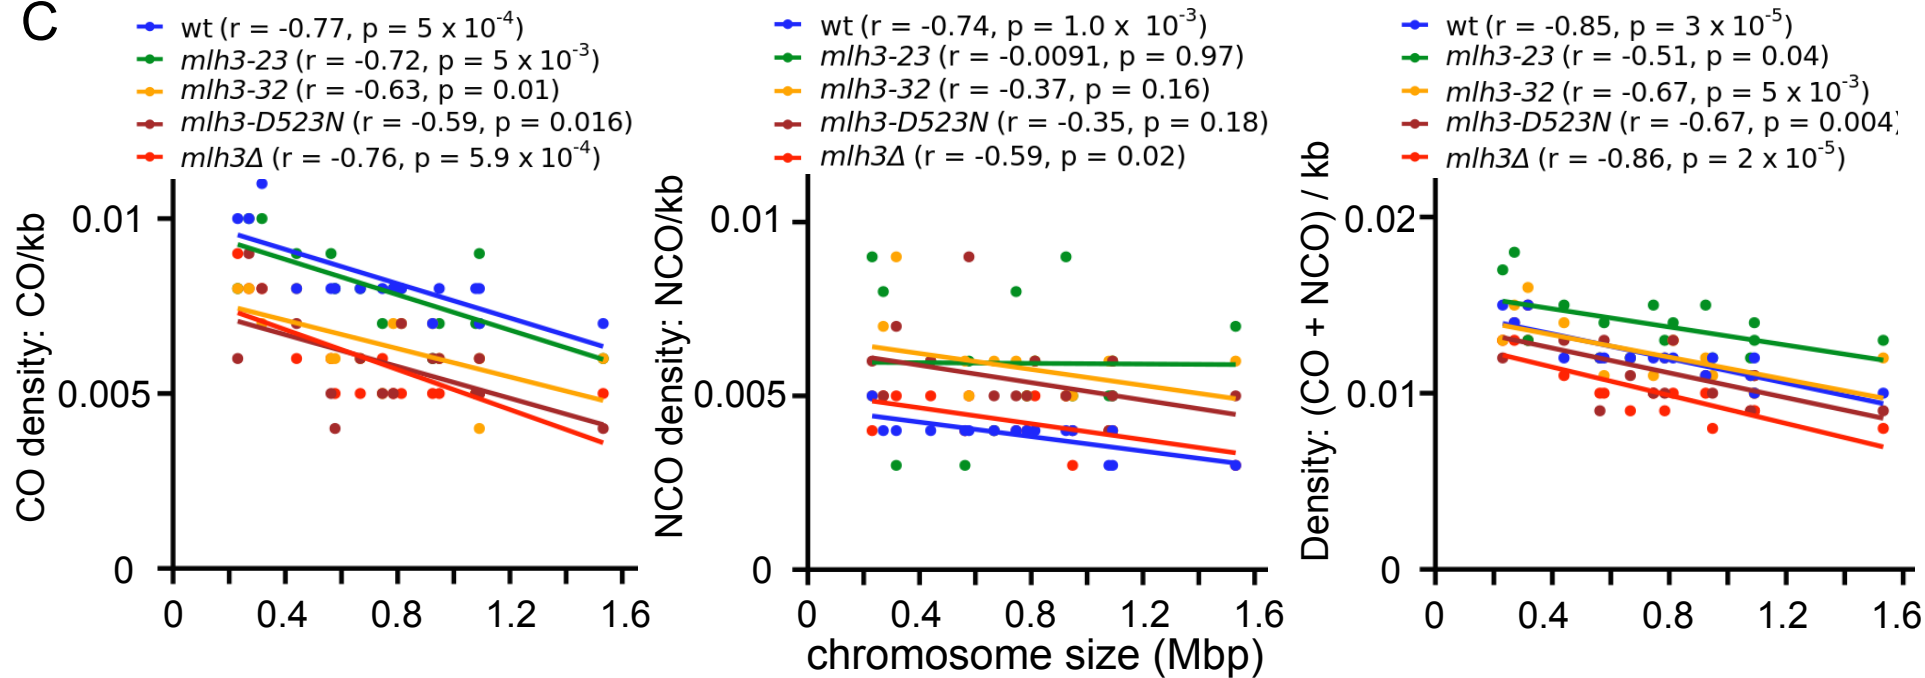 C
wt (r = -0.77, p = 5 x 10-4)
mlh3-23 (r = -0.72, p = 5 x 10-3)
mlh3-32 (r = -0.63, p = 0.01)
mlh3-D523N (r = -0.59, p = 0.016)
mlh3Δ (r = -0.76, p = 5.9 x 10-4)
CO density: CO/kb
0.01
0.005
0
0 0.4 0.8 1.2 1.6
wt (r = -0.74, p = 1.0 x 10-3)
mlh3-23 (r = -0.0091, p = 0.97)
mlh3-32 (r = -0.37, p = 0.16)
mlh3-D523N (r = -0.35, p = 0.18)
mlh3Δ (r = -0.59, p = 0.02)
NCO density: NCO/kb
0.01
0.005
0
0 0.4 0.8 1.2 1.6
chromosome size (Mbp)
wt (r = -0.85, p = 3 x 10-5)
mlh3-23 (r = -0.51, p = 0.04)
mlh3-32 (r = -0.67, p = 5 x 10-3)
mlh3-D523N (r = -0.67, p = 0.004)
mlh3Δ (r = -0.86, p = 2 x 10-5)
Density: (CO + NCO) / kb
0.02
0.01
0
0 0.4 0.8 1.2 1.6